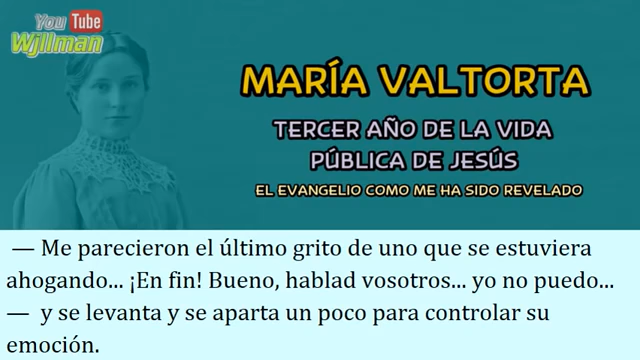 You Tube
Wjllman
MARÍA VALTORTA
TERCER AÑO DE LA VIDA
PÚBLICA DE JESÚS
EL EVANGELIO COMO ME HA SIDO REVELADO
— Me parecieron el último grito de uno que se estuviera
ahogando... ¡En fin! Bueno, hablad vosotros... yo no puedo...
— y se levanta y se aparta un poco para controlar su
emoción.